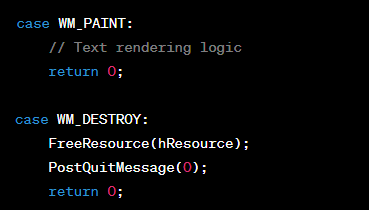 case WM_PAINT:
// Text rendering logic
return 0;
case WM_DESTROY:
FreeResource(hResource);
PostQuitMessage(0);
return 0;